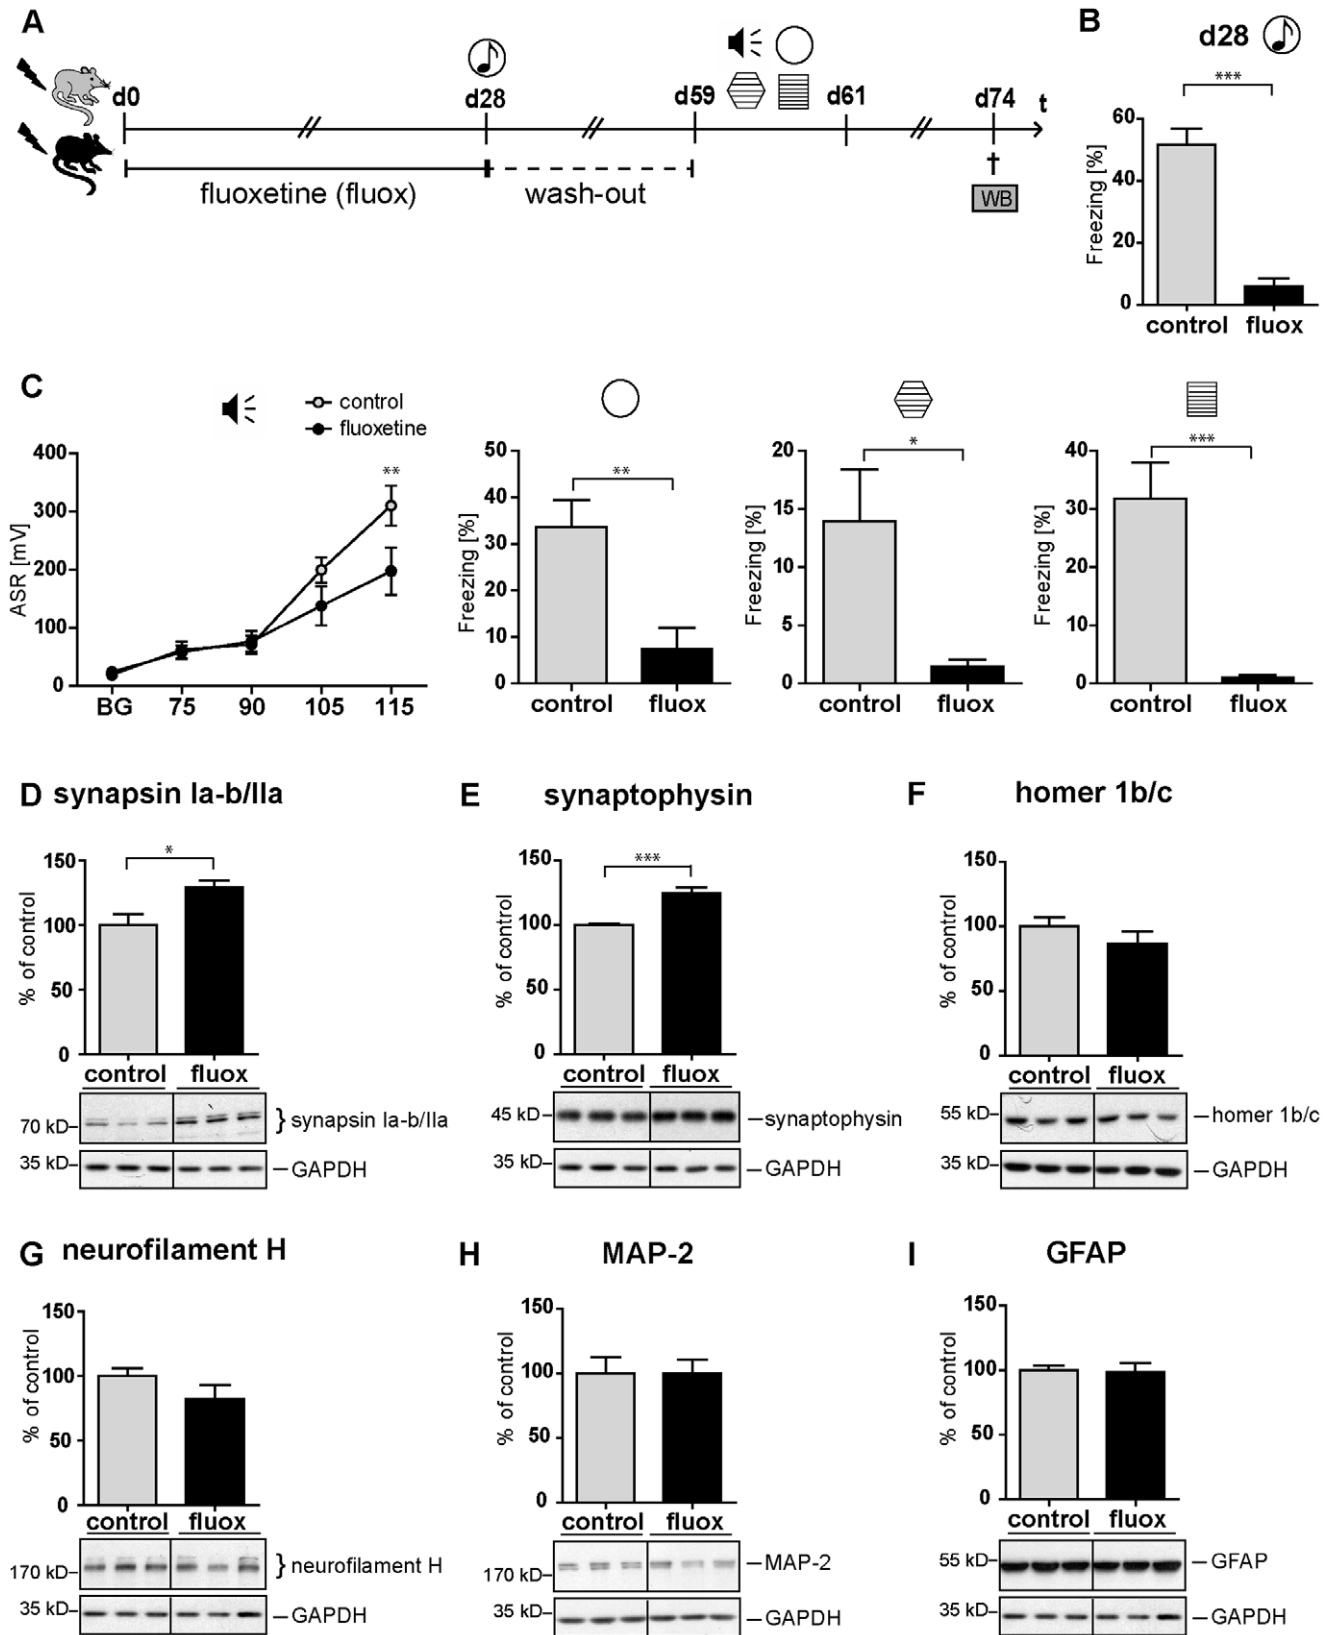 A
d0
d28
d59
d61
d74
t
fluoxetine (fluox)
wash-out
†
WB
B
d28
***
Freezing [%]
60
40
20
0
control
fluox
C
control
fluoxetine
ASR [mV]
400
300
200
100
0
**
BG
75
90
105
115
Freezing [%]
50
40
30
20
10
0
**
control
fluox
Freezing [%]
20
15
10
5
0
*
control
fluox
Freezing [%]
40
30
20
10
0
***
control
fluox
D synapsin Ia-b/IIa
% of control
150
100
50
0
*
control
fluox
70 kD
synapsin Ia-b/IIa
35 kD
GAPDH
E synaptophysin
% of control
150
100
50
0
***
control
fluox
45 kD
synaptophysin
35 kD
GAPDH
F homer 1b/c
% of control
150
100
50
0
control
fluox
55 kD
homer 1b/c
35 kD
GAPDH
G neurofilament H
% of control
150
100
50
0
control
fluox
170 kD
neurofilament H
35 kD
GAPDH
H MAP-2
% of control
150
100
50
0
control
fluox
170 kD
MAP-2
35 kD
GAPDH
I GFAP
% of control
150
100
50
0
control
fluox
55 kD
GFAP
35 kD
GAPDH